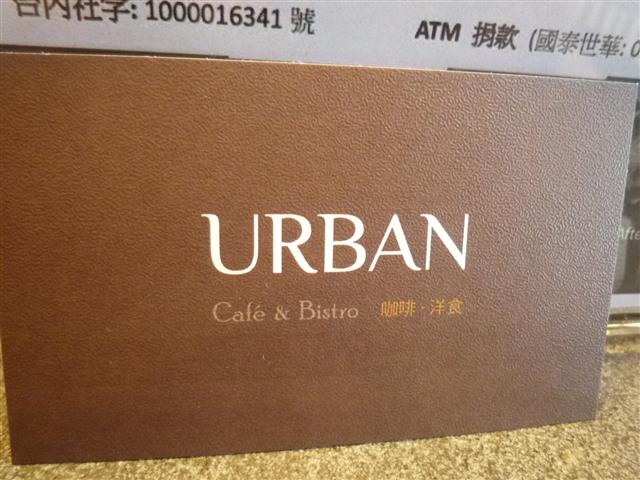 台內社字: 1000016341 號
ATM 捐款 (國泰世華: 0
URBAN
Café & Bistro 咖啡·洋食